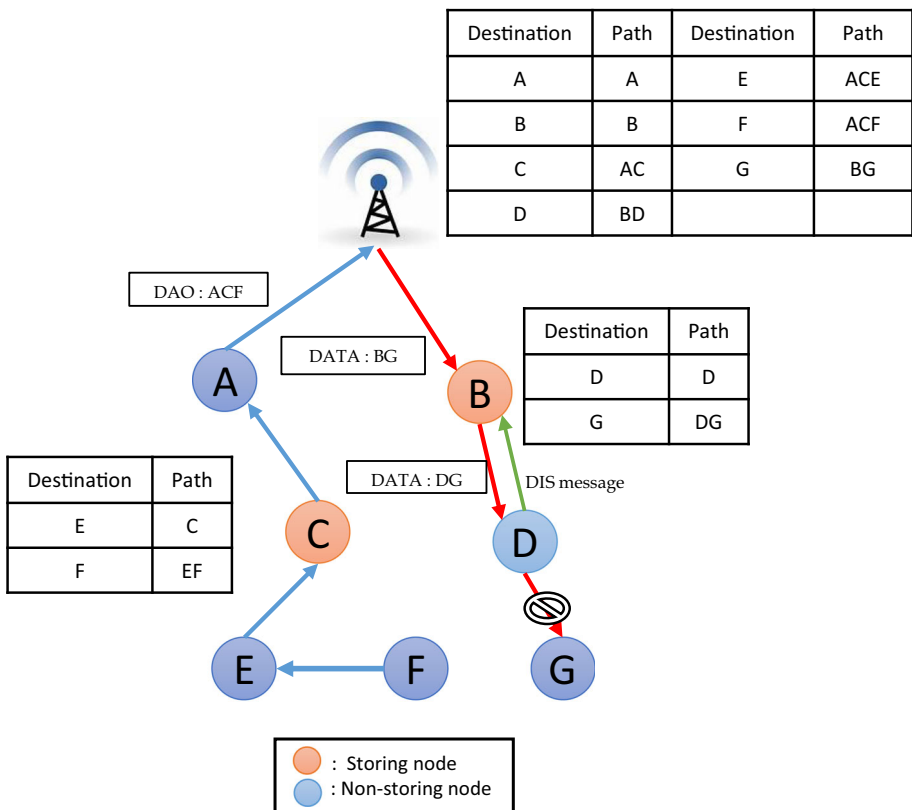 Destination Path Destination Path
A A E ACE
B B F ACF
C AC G BG
D BD
DAO : ACF
DATA : BG
A
B
Destination Path
D D
G DG
DATA : DG
DIS message
Destination Path
E C
F EF
C
D
E
F
G
: Storing node
: Non-storing node